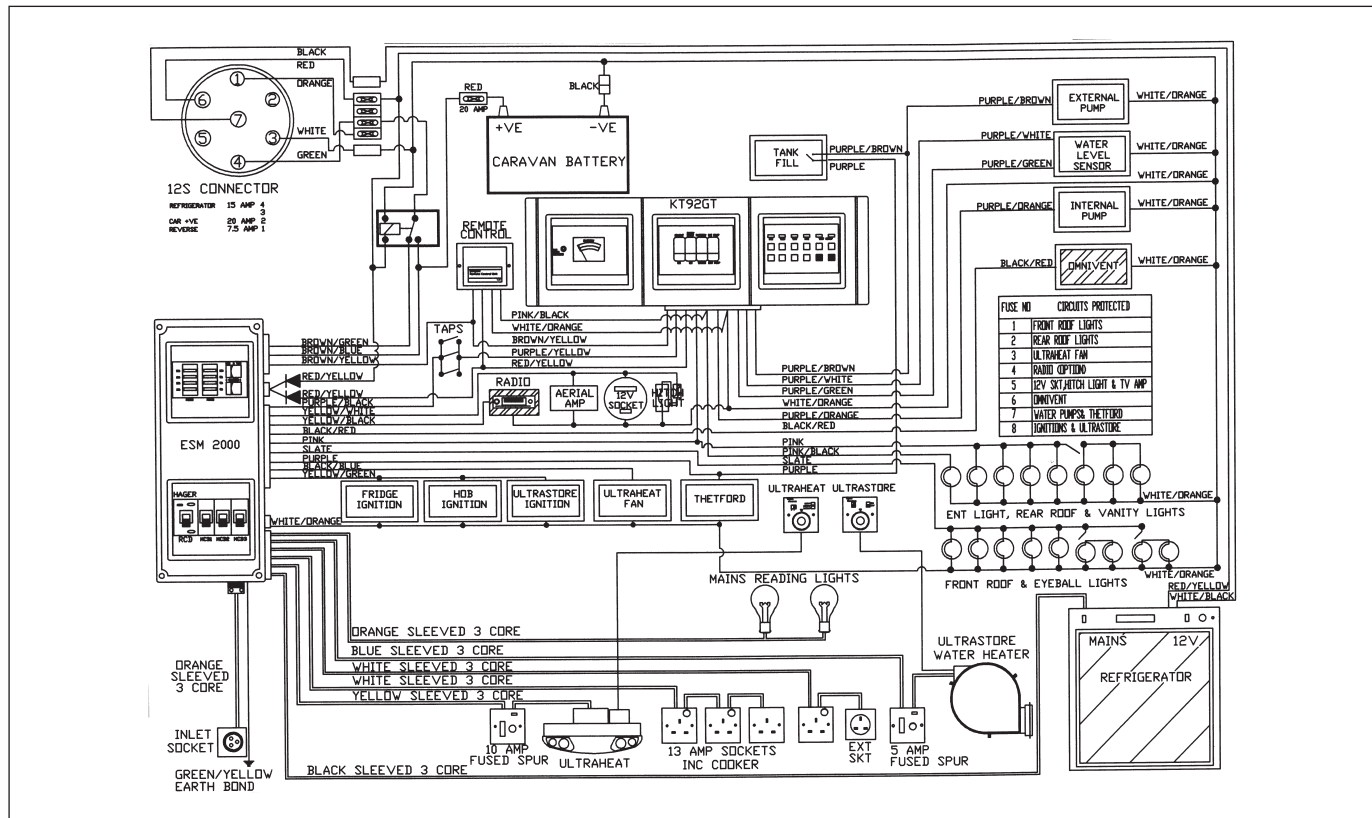 BLACK
RED
ORANGE
WHITE
GREEN
1
2
3
4
5
6
7
12S CONNECTOR
REFRIGERATOR 15 AMP 4
3
CAR +VE 20 AMP 2
REVERSE 7.5 AMP 1
RED
20 AMP
BLACK
+VE -VE
CARAVAN BATTERY
TANK
FILL
PURPLE/BROWN
PURPLE
PURPLE/BROWN
EXTERNAL
PUMP
WHITE/ORANGE
PURPLE/WHITE
PURPLE/GREEN
WATER
LEVEL
SENSOR
WHITE/ORANGE
WHITE/ORANGE
PURPLE/ORANGE
INTERNAL
PUMP
WHITE/ORANGE
BLACK/RED
OMNIVENT
WHITE/ORANGE
REMOTE
CONTROL
KT92GT
FUSE NO CIRCUITS PROTECTED
1 FRONT ROOF LIGHTS
2 REAR ROOF LIGHTS
3 ULTRAHEAT FAN
4 RADIO (OPTION)
5 12V SKT,HITCH LIGHT & TV AMP
6 OMNIVENT
7 WATER PUMPS& THETFORD
8 IGNITIONS & ULTRASTORE
PINK/BLACK
WHITE/ORANGE
BROWN/YELLOW
PURPLE/YELLOW
RED/YELLOW
TAPS
BROWN/GREEN
BROWN/BLUE
BROWN/YELLOW
RED/YELLOW
RED/YELLOW
PURPLE/BLACK
YELLOW/WHITE
YELLOW/BLACK
BLACK/RED
PINK
SLATE
PURPLE
BLACK/BLUE
YELLOW/GREEN
WHITE/ORANGE
ESM 2000
HAGER
RCD MCB1 MCB2 MCB3
RADIO
AERIAL
AMP
12V
SOCKET
HITCH
LIGHT
PURPLE/BROWN
PURPLE/WHITE
PURPLE/GREEN
WHITE/ORANGE
PURPLE/ORANGE
BLACK/RED
PINK
PINK/BLACK
SLATE
PURPLE
FRIDGE
IGNITION
HOB
IGNITION
ULTRASTORE
IGNITION
ULTRAHEAT
FAN
THETFORD
ULTRAHEAT ULTRASTORE
WHITE/ORANGE
ENT LIGHT, REAR ROOF & VANITY LIGHTS
FRONT ROOF & EYEBALL LIGHTS
WHITE/ORANGE
RED/YELLOW
WHITE/BLACK
MAINS READING LIGHTS
ORANGE SLEEVED 3 CORE
BLUE SLEEVED 3 CORE
WHITE SLEEVED 3 CORE
WHITE SLEEVED 3 CORE
YELLOW SLEEVED 3 CORE
BLACK SLEEVED 3 CORE
ORANGE
SLEEVED
3 CORE
INLET
SOCKET
GREEN/YELLOW
EARTH BOND
10 AMP
FUSED SPUR
ULTRAHEAT
13 AMP SOCKETS
INC COOKER
EXT
SKT
5 AMP
FUSED SPUR
ULTRASTORE
WATER HEATER
MAINS 12V
REFRIGERATOR